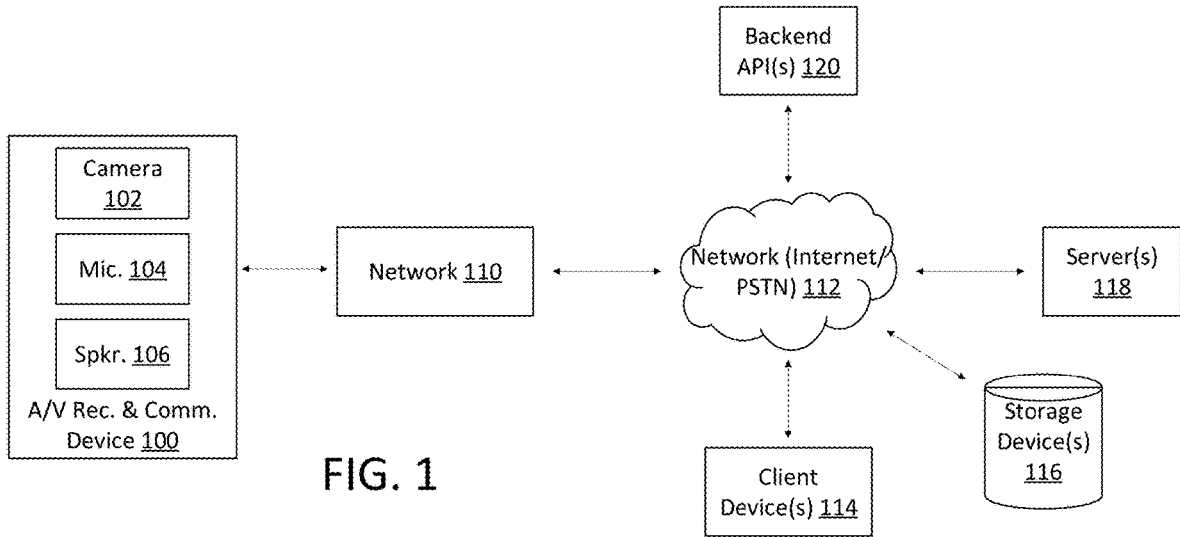 Backend
API(s) 120
Camera
102
Mic. 104
Spkr. 106
A/V Rec. & Comm.
Device 100
Network 110
Network (Internet/
PSTN) 112
Server(s)
118
Storage
Device(s)
116
Client
Device(s) 114
FIG. 1